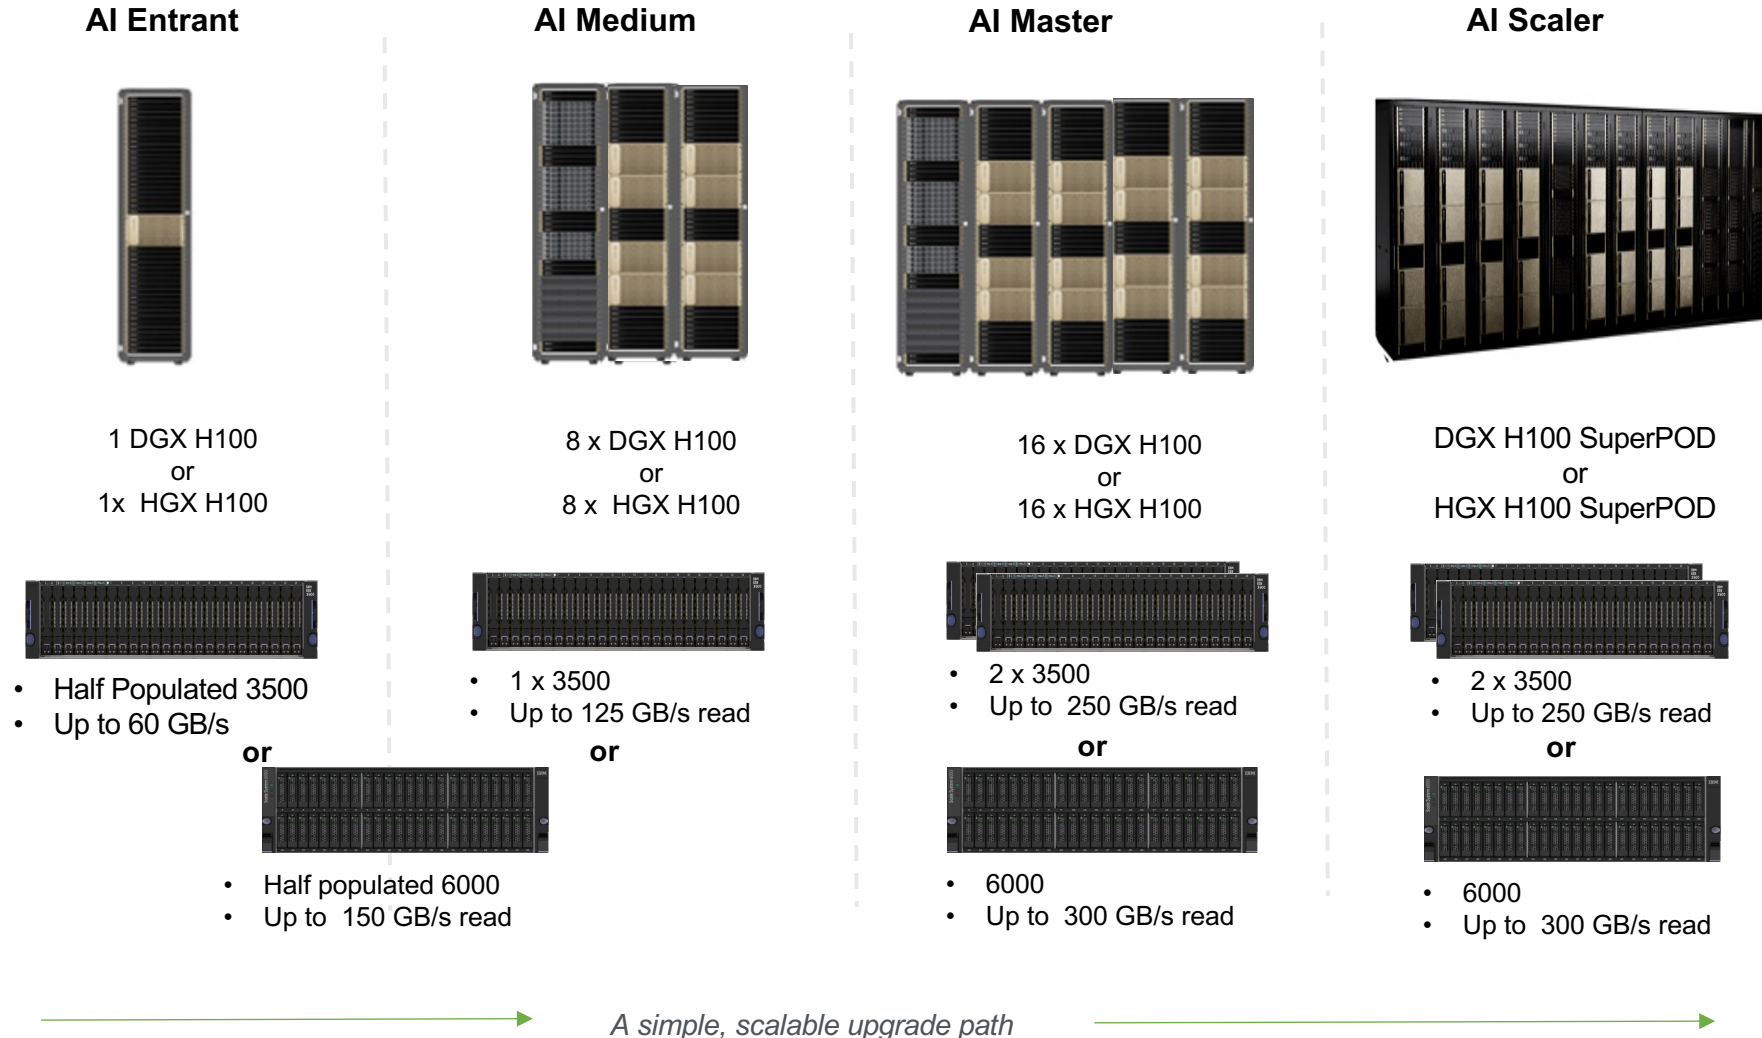 AI Entrant
1 DGX H100
or
1x HGX H100
• Half Populated 3500
• Up to 60 GB/s
or
AI Medium
8 x DGX H100
or
8 x HGX H100
• 1 x 3500
• Up to 125 GB/s read
or
• Half populated 6000
• Up to 150 GB/s read
AI Master
16 x DGX H100
or
16 x HGX H100
• 2 x 3500
• Up to 250 GB/s read
or
IBM
• 6000
• Up to 300 GB/s read
AI Scaler
DGX H100 SuperPOD
or
HGX H100 SuperPOD
• 2 x 3500
• Up to 250 GB/s read
or
• 6000
• Up to 300 GB/s read
A simple, scalable upgrade path